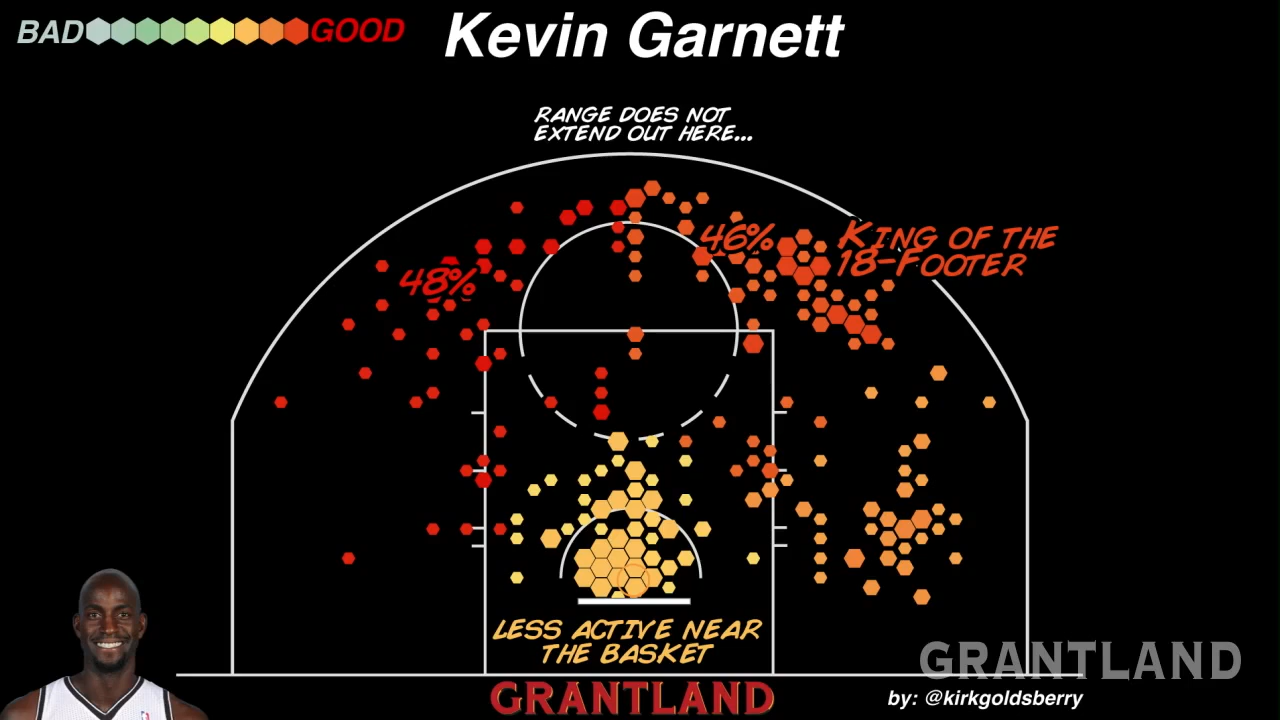 BAD GOOD
Kevin Garnett
RANGE DOES NOT
EXTEND OUT HERE...
46%
KING OF THE
18-FOOTER
48%
LESS ACTIVE NEAR
THE BASKET
GRANTLAND
GRANTLAND
by: @kirkgoldsberry